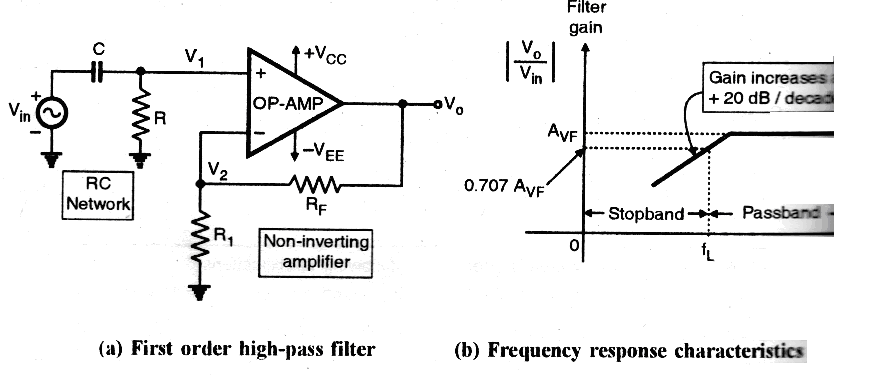 C
V1
+VCC
+
Vin
+
−
R
OP-AMP
−
Vo
−VEE
V2
RC
Network
RF
R1
Non-inverting
amplifier
(a) First order high-pass filter
Filter
gain
|Vo/Vin|
Gain increases
+ 20 dB / decad
AVF
0.707 AVF
Stopband
Passband
0
fL
(b) Frequency response characteristics